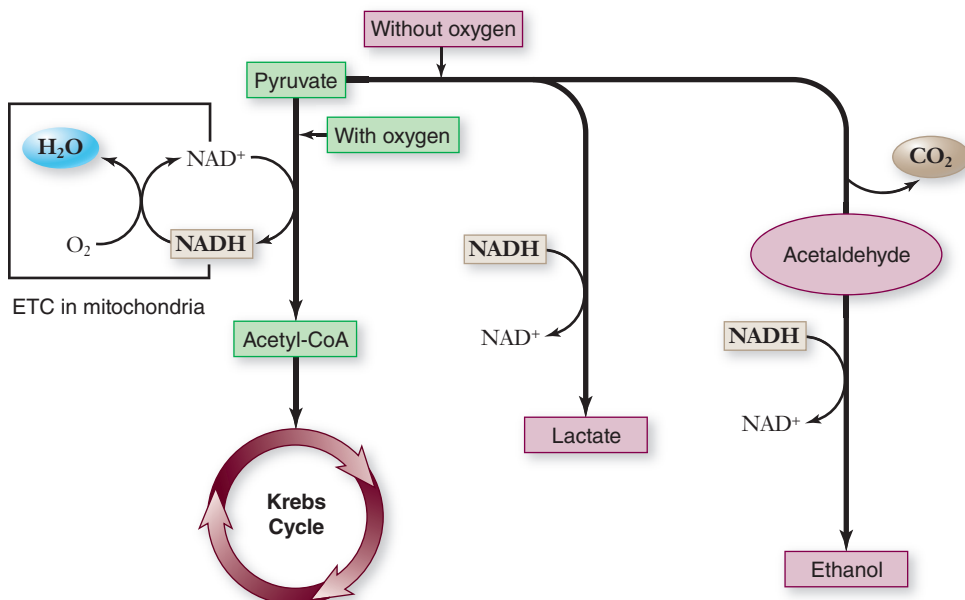 Without oxygen
Pyruvate
With oxygen
H₂O
NAD⁺
CO₂
O₂
NADH
NADH
Acetaldehyde
ETC in mitochondria
Acetyl-CoA
NAD⁺
NADH
NAD⁺
Lactate
Krebs
Cycle
Ethanol